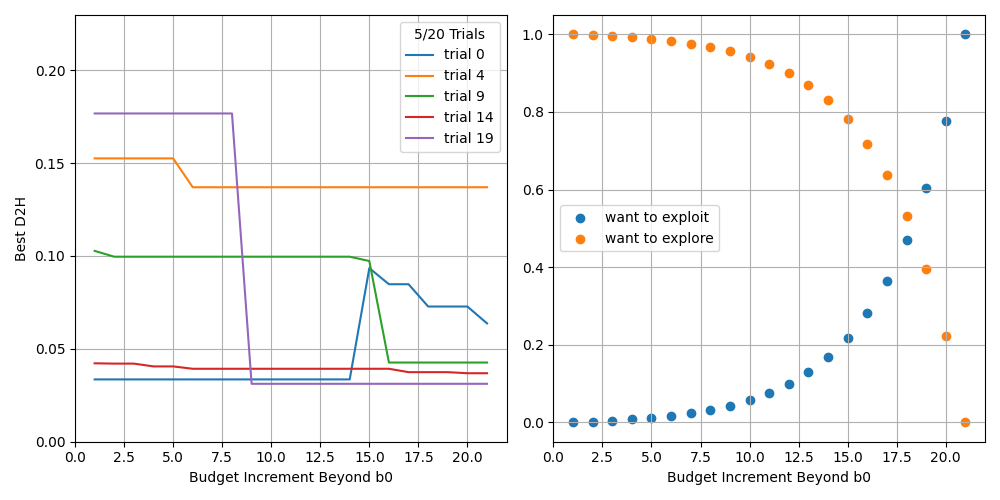 5/20 Trials
trial 0
trial 4
trial 9
trial 14
trial 19
0.20
0.15
0.10
0.05
0.00
Best D2H
0.0 2.5 5.0 7.5 10.0 12.5 15.0 17.5 20.0
Budget Increment Beyond b0
1.0
0.8
0.6
0.4
0.2
0.0
want to exploit
want to explore
0.0 2.5 5.0 7.5 10.0 12.5 15.0 17.5 20.0
Budget Increment Beyond b0